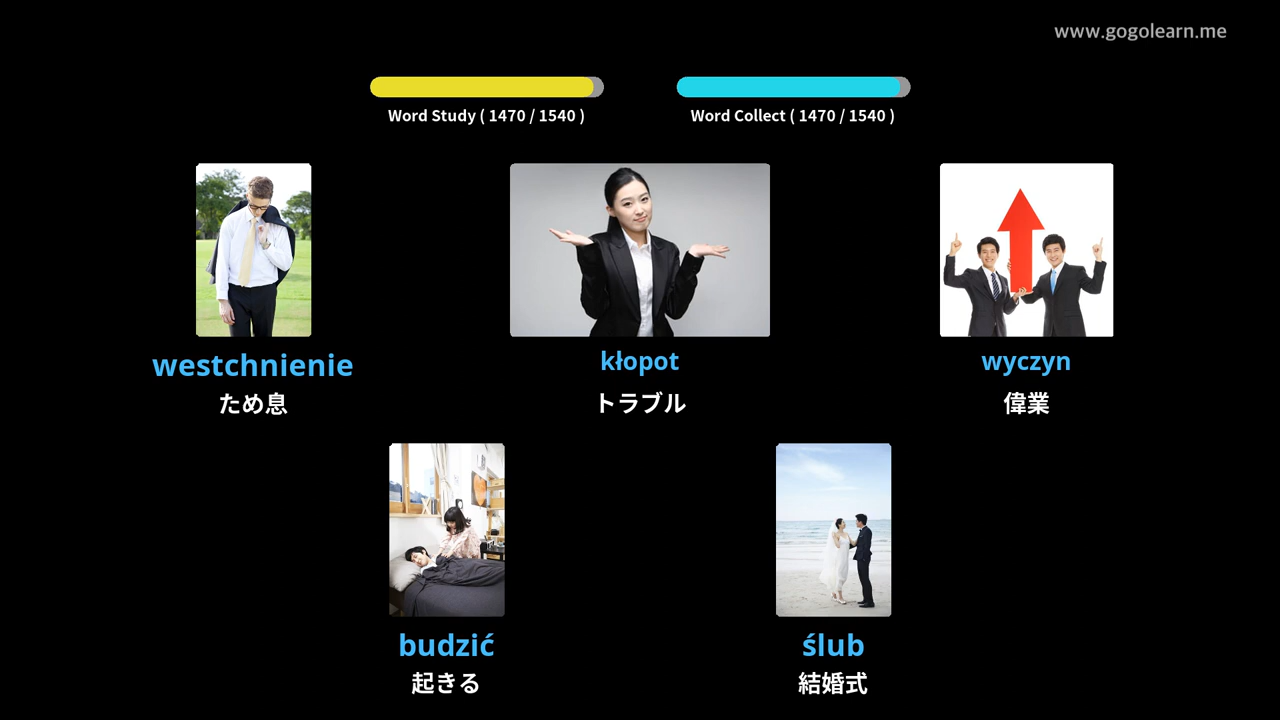 www.gogolearn.me
Word Study ( 1470 / 1540 )
Word Collect ( 1470 / 1540 )
westchnienie
ため息
kłopot
トラブル
wyczyn
偉業
budzić
起きる
ślub
結婚式